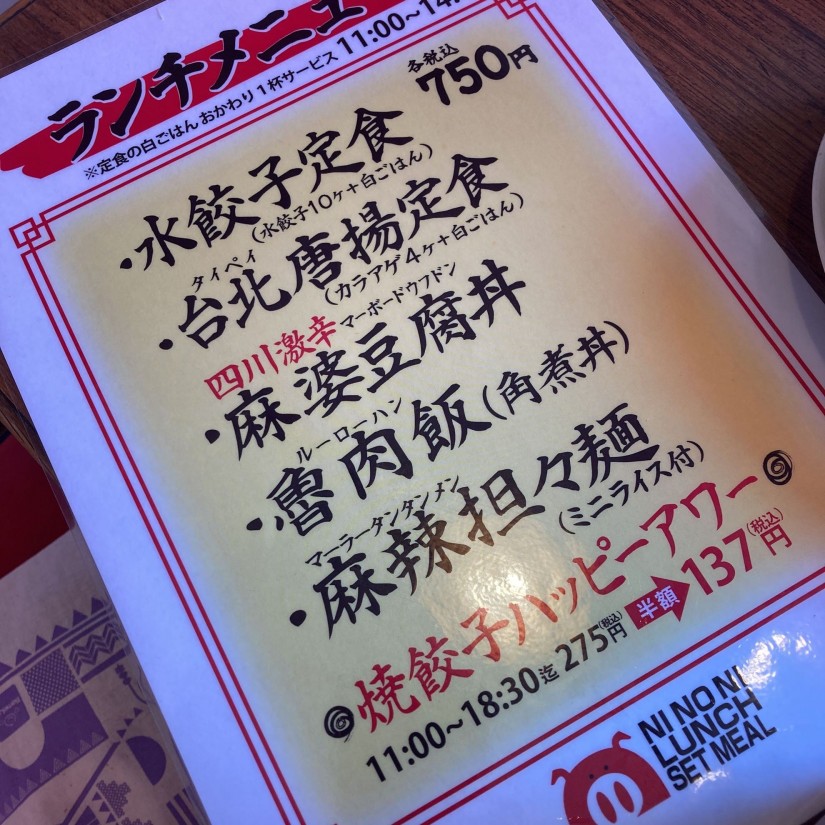 ランチメニュー 11:00～14:
※定食の白ごはん おかわり1杯サービス
各税込 750円
・水餃子定食
(水餃子10ヶ+白ごはん)
タイペイ
・台北唐揚定食
(カラアゲ4ヶ+白ごはん)
四川激辛 マーボードウフドン
・麻婆豆腐丼
ルーローハン
・魯肉飯(角煮丼)
マーラータンタンメン
・麻辣担々麺
(ミニライス付)
焼餃子ハッピーアワー
11:00～18:30迄 275円(税込) 半額 137円(税込)
NI NO NI
LUNCH
SET MEAL